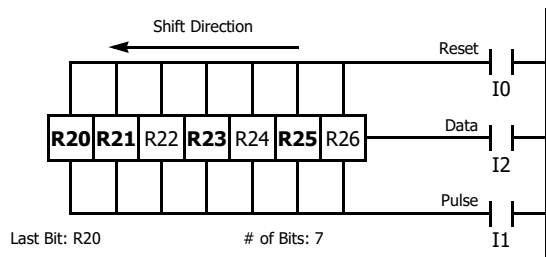 Shift Direction
Reset
I0
R20 R21 R22 R23 R24 R25 R26
Data
I2
Pulse
I1
Last Bit: R20 # of Bits: 7